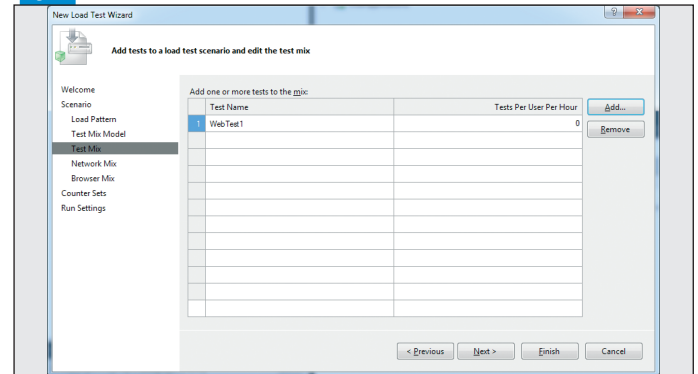 New Load Test Wizard
Add tests to a load test scenario and edit the test mix
Welcome
Scenario
Load Pattern
Test Mix Model
Test Mix
Network Mix
Browser Mix
Counter Sets
Run Settings
Add one or more tests to the mix:
Test Name Tests Per User Per Hour
1 WebTest1 0
Add...
Remove
< Previous Next > Finish Cancel